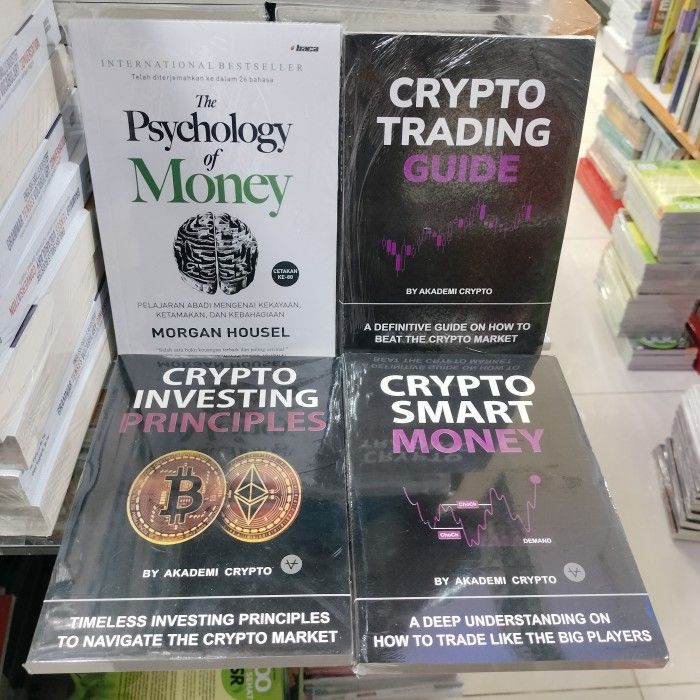 baca
INTERNATIONAL BESTSELLER
Telah diterjemahkan ke dalam 26 bahasa
The
Psychology
of
Money
CETAKAN
KE-80
PELAJARAN ABADI MENGENAI KEKAYAAN,
KETAMAKAN, DAN KEBAHAGIAAN
MORGAN HOUSEL
CRYPTO
TRADING
GUIDE
BY AKADEMI CRYPTO
A DEFINITIVE GUIDE ON HOW TO
BEAT THE CRYPTO MARKET
CRYPTO
INVESTING
PRINCIPLES
BY AKADEMI CRYPTO
TIMELESS INVESTING PRINCIPLES
TO NAVIGATE THE CRYPTO MARKET
CRYPTO
SMART
MONEY
ChoCh
ChoCh
DEMAND
BY AKADEMI CRYPTO
A DEEP UNDERSTANDING ON
HOW TO TRADE LIKE THE BIG PLAYERS